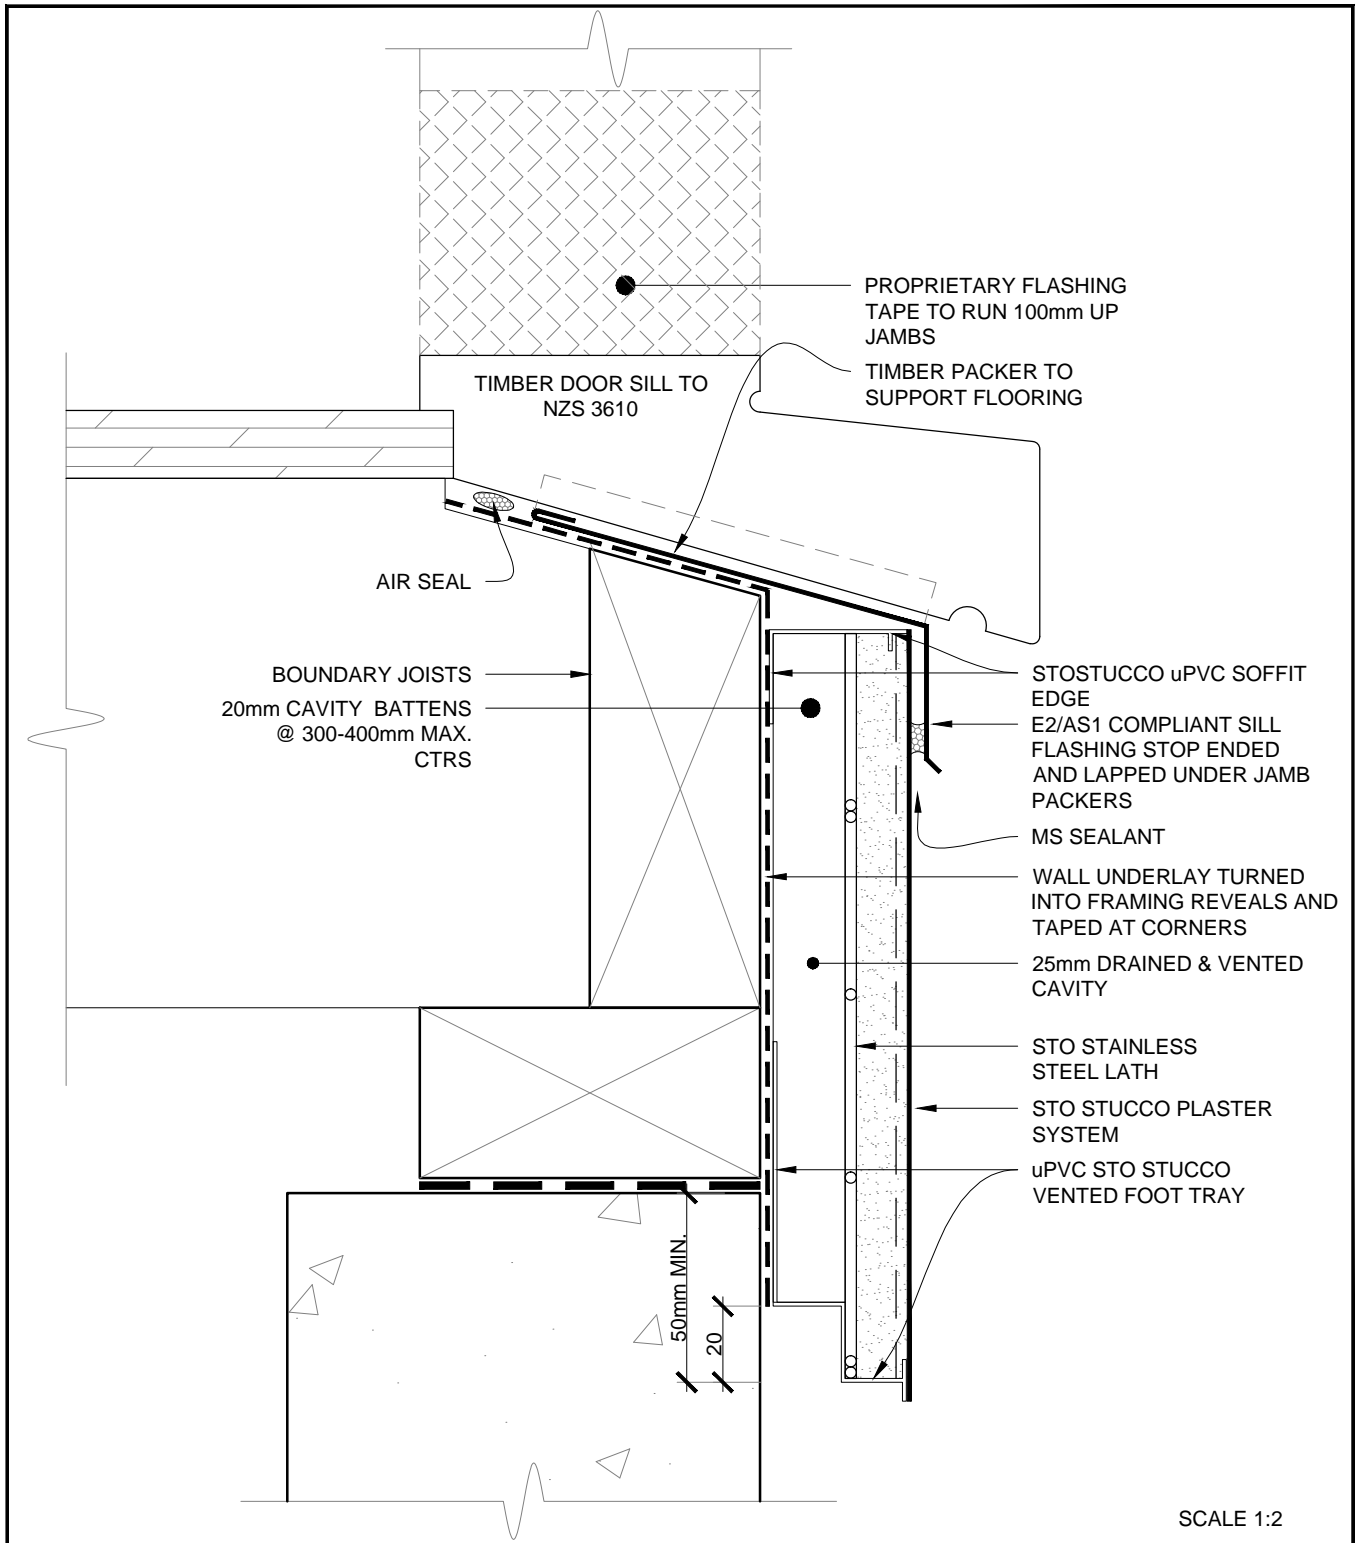 PROPRIETARY FLASHING
TAPE TO RUN 100mm UP
JAMBS
TIMBER PACKER TO
SUPPORT FLOORING
TIMBER DOOR SILL TO
NZS 3610
AIR SEAL
BOUNDARY JOISTS
20mm CAVITY BATTENS
@ 300-400mm MAX.
CTRS
STOSTUCCO uPVC SOFFIT
EDGE
E2/AS1 COMPLIANT SILL
FLASHING STOP ENDED
AND LAPPED UNDER JAMB
PACKERS
MS SEALANT
WALL UNDERLAY TURNED
INTO FRAMING REVEALS AND
TAPED AT CORNERS
25mm DRAINED & VENTED
CAVITY
STO STAINLESS
STEEL LATH
STO STUCCO PLASTER
SYSTEM
uPVC STO STUCCO
VENTED FOOT TRAY
50mm MIN.
20
SCALE 1:2